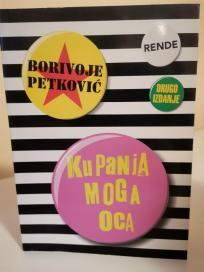 BORIVOJE
PETKOVIĆ
RENDE
DRUGO
IZDANJE
KUPANJA
MOGA
OCA